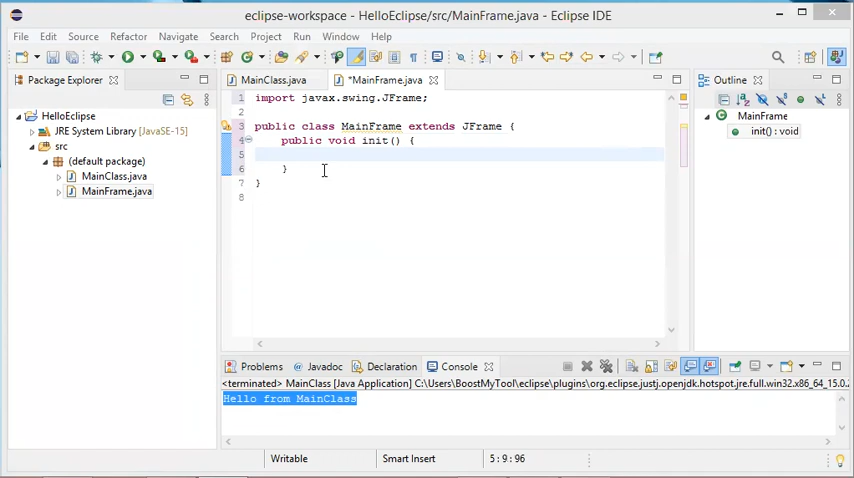 eclipse-workspace - HelloEclipse/src/MainFrame.java - Eclipse IDE
File Edit Source Refactor Navigate Search Project Run Window Help
Package Explorer
HelloEclipse
JRE System Library [JavaSE-15]
src
(default package)
MainClass.java
MainFrame.java
MainClass.java *MainFrame.java
1 import javax.swing.JFrame;
2
3 public class MainFrame extends JFrame {
4 public void init() {
5
6 }
7 }
8
Outline
MainFrame
init() : void
Problems Javadoc Declaration Console
<terminated> MainClass [Java Application] C:\Users\BoostMyTool\eclipse\plugins\org.eclipse.justj.openjdk.hotspot.jre.full.win32.x86_64_15.0.
Hello from MainClass
Writable Smart Insert 5 : 9 : 96